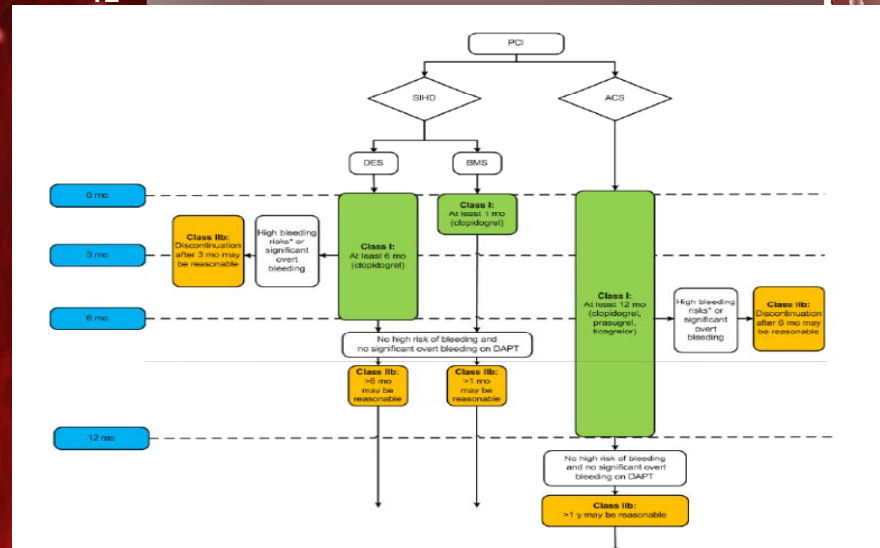 PCI
SIHD
ACS
DES
BMS
0 mo
Class I:
At least 1 mo
(clopidogrel)
Class IIb:
Discontinuation
after 3 mo may
be reasonable
High bleeding
risks* or
significant
overt
bleeding
3 mo
Class I:
At least 6 mo
(clopidogrel)
Class I:
At least 12 mo
(clopidogrel,
prasugrel,
ticagrelor)
High bleeding
risks* or
significant
overt
bleeding
Class IIb:
Discontinuation
after 6 mo may
be reasonable
6 mo
No high risk of bleeding and
no significant overt bleeding on DAPT
Class IIb:
>6 mo
may be
reasonable
Class IIb:
>1 mo
may be
reasonable
12 mo
No high risk of bleeding
and no significant overt
bleeding on DAPT
Class IIb:
>1 y may be reasonable